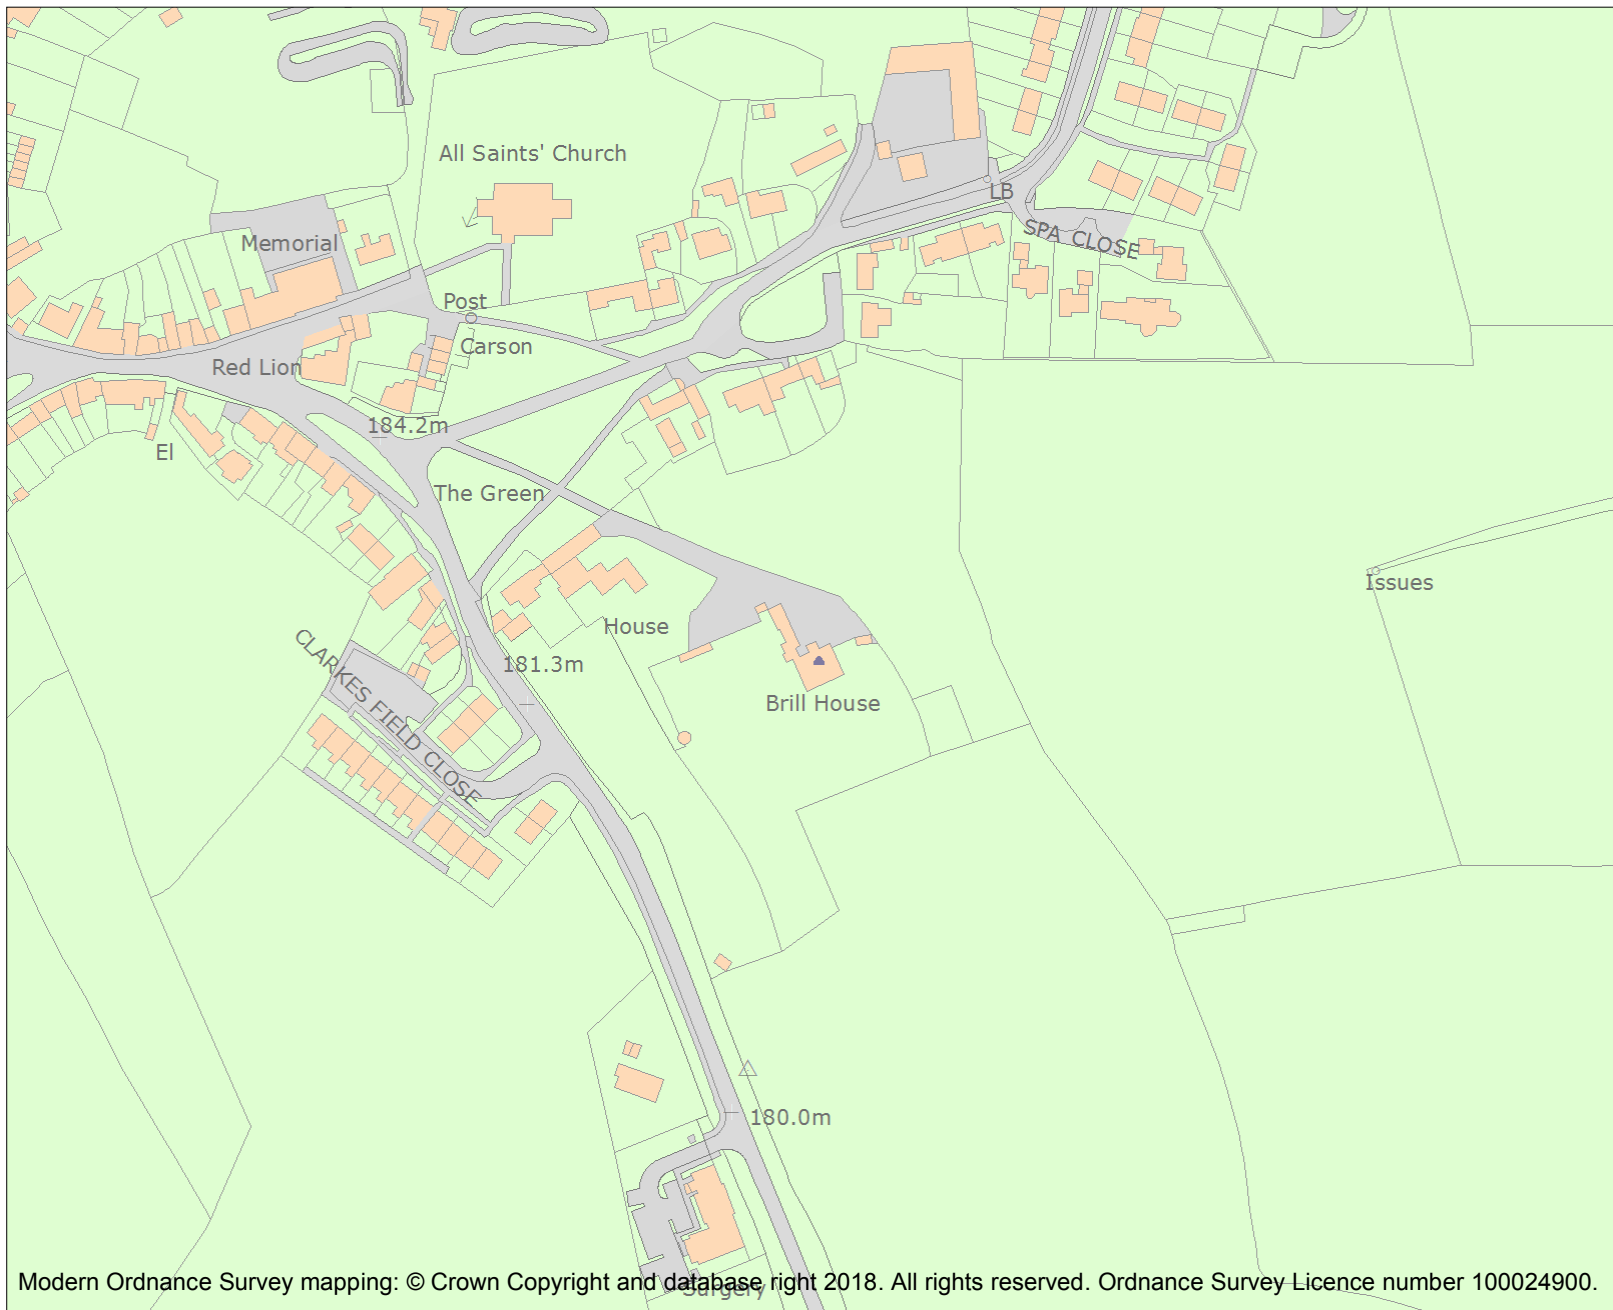 All Saints' Church
LB
SPA CLOSE
Memorial
Post
Carson
Red Lion
184.2m
El
The Green
Issues
House
CLARKES FIELD CLOSE
181.3m
Brill House
180.0m
Surgery
Modern Ordnance Survey mapping: © Crown Copyright and database right 2018. All rights reserved. Ordnance Survey Licence number 100024900.